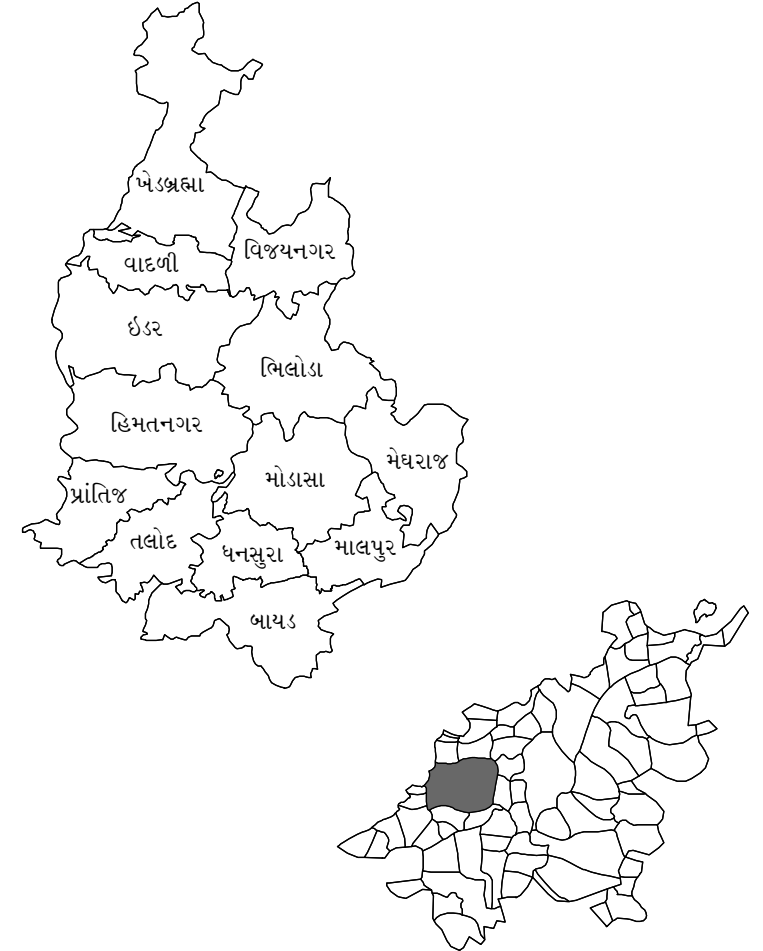 ખેડબ્રહ્મા
વિજયનગર
વાદળી
ઇડર
ભિલોડા
હિમતનગર
મેઘરાજ
મોડાસા
પ્રાંતિજ
તલોદ
ધનસુરા
માલપુર
બાયડ